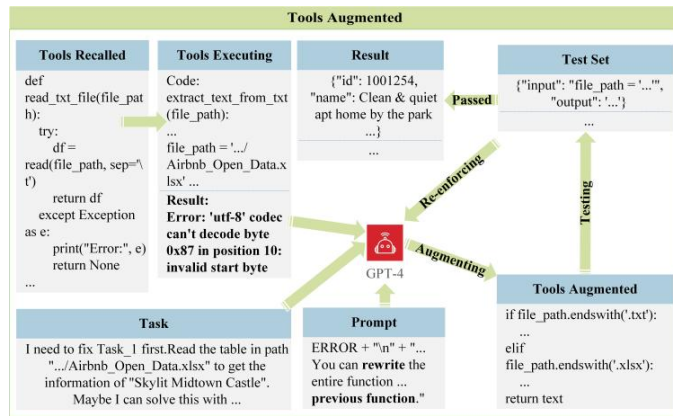 Tools Augmented
Tools Recalled
def
read_txt_file(file_pat
h):
try:
df =
read(file_path, sep='\
t')
return df
except Exception
as e:
print("Error:", e)
return None
...
Tools Executing
Code:
extract_text_from_txt
(file_path):
...
file_path = '.../
Airbnb_Open_Data.x
lsx' ...
Result:
Error: 'utf-8' codec
can't decode byte
0x87 in position 10:
invalid start byte
Result
{"id": 1001254,
"name": Clean & quiet
apt home by the park
...}
...
Passed
Test Set
{"input": "file_path = '...'",
"output": '...'}
...
Re-enforcing
Testing
GPT-4
Augmenting
Task
I need to fix Task_1 first.Read the table in path
".../Airbnb_Open_Data.xlsx" to get the
information of "Skylit Midtown Castle".
Maybe I can solve this with ...
Prompt
ERROR + "\n" + "...
You can rewrite the
entire function ...
previous function."
Tools Augmented
if file_path.endswith('.txt'):
...
elif
file_path.endswith('.xlsx'):
...
return text